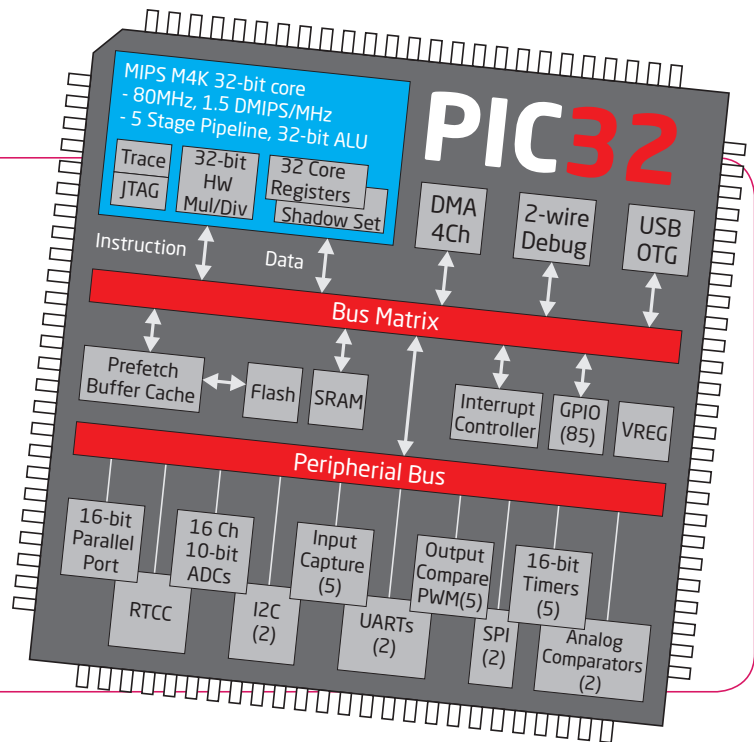 MIPS M4K 32-bit core
- 80MHz, 1.5 DMIPS/MHz
- 5 Stage Pipeline, 32-bit ALU
PIC32
Trace
JTAG
32-bit
HW
Mul/Div
32 Core
Registers
Shadow Set
DMA
4Ch
2-wire
Debug
USB
OTG
Instruction
Data
Bus Matrix
Prefetch
Buffer Cache
Flash
SRAM
Interrupt
Controller
GPIO
(85)
VREG
Peripherial Bus
16-bit
Parallel
Port
RTCC
16 Ch
10-bit
ADCs
I2C
(2)
Input
Capture
(5)
UARTs
(2)
Output
Compare
PWM(5)
SPI
(2)
16-bit
Timers
(5)
Analog
Comparators
(2)